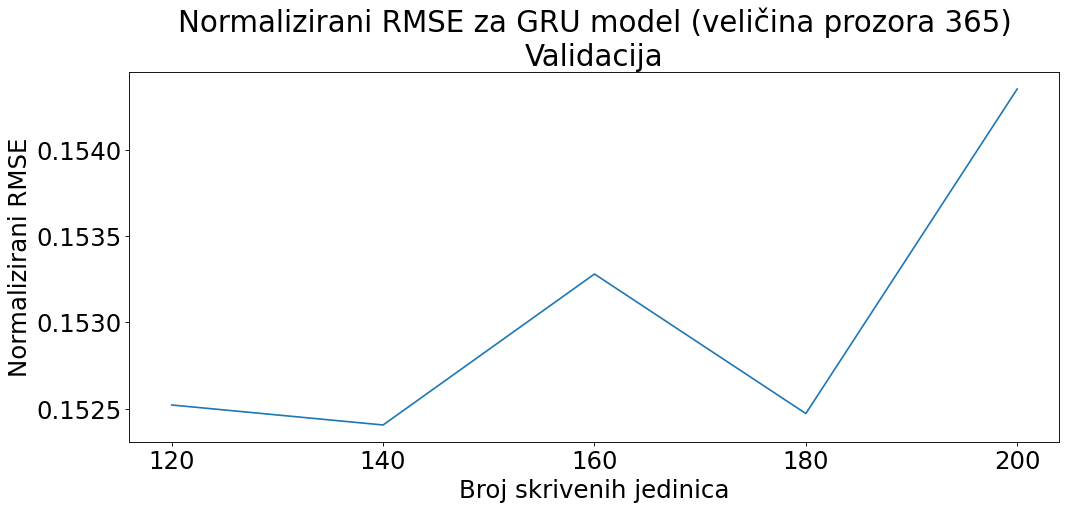 Normalizirani RMSE za GRU model (veličina prozora 365)
Validacija
Normalizirani RMSE
0.1540
0.1535
0.1530
0.1525
120 140 160 180 200
Broj skrivenih jedinica